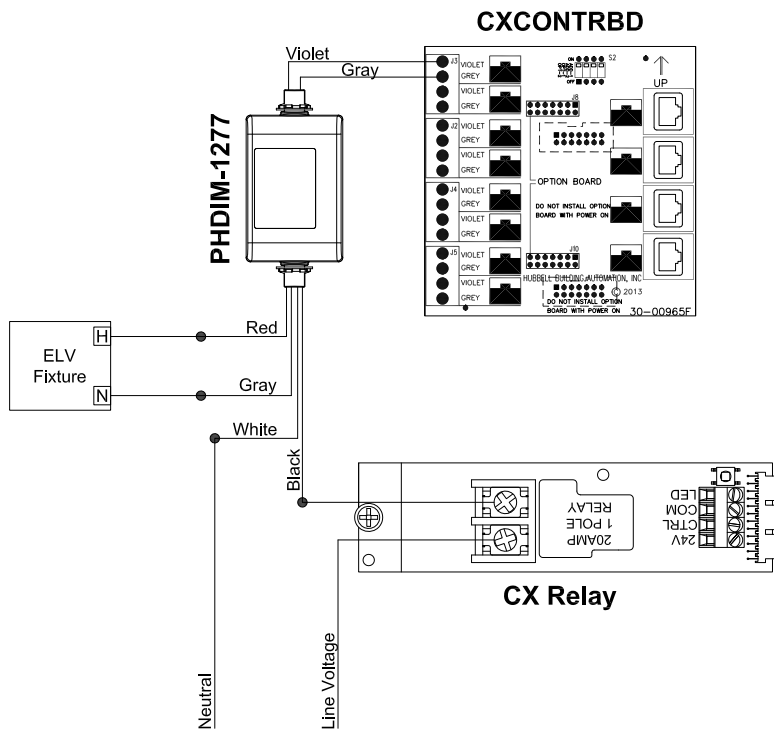 CXCONTRBD
Violet
Gray
PHDIM-1277
J3 VIOLET
GREY
VIOLET
GREY
J2 VIOLET
GREY
VIOLET
GREY
J4 VIOLET
GREY
VIOLET
GREY
J5 VIOLET
GREY
VIOLET
GREY
ON
S2
OFF
UP
J8
OPTION BOARD
DO NOT INSTALL OPTION
BOARD WITH POWER ON
J10
HUBBELL BUILDING AUTOMATION, INC
© 2013
DO NOT INSTALL OPTION
BOARD WITH POWER ON
30-00965F
ELV
Fixture
H
N
Red
Gray
White
Black
20AMP
1 POLE
RELAY
LED
COM
CTRL
24V
CX Relay
Neutral
Line Voltage